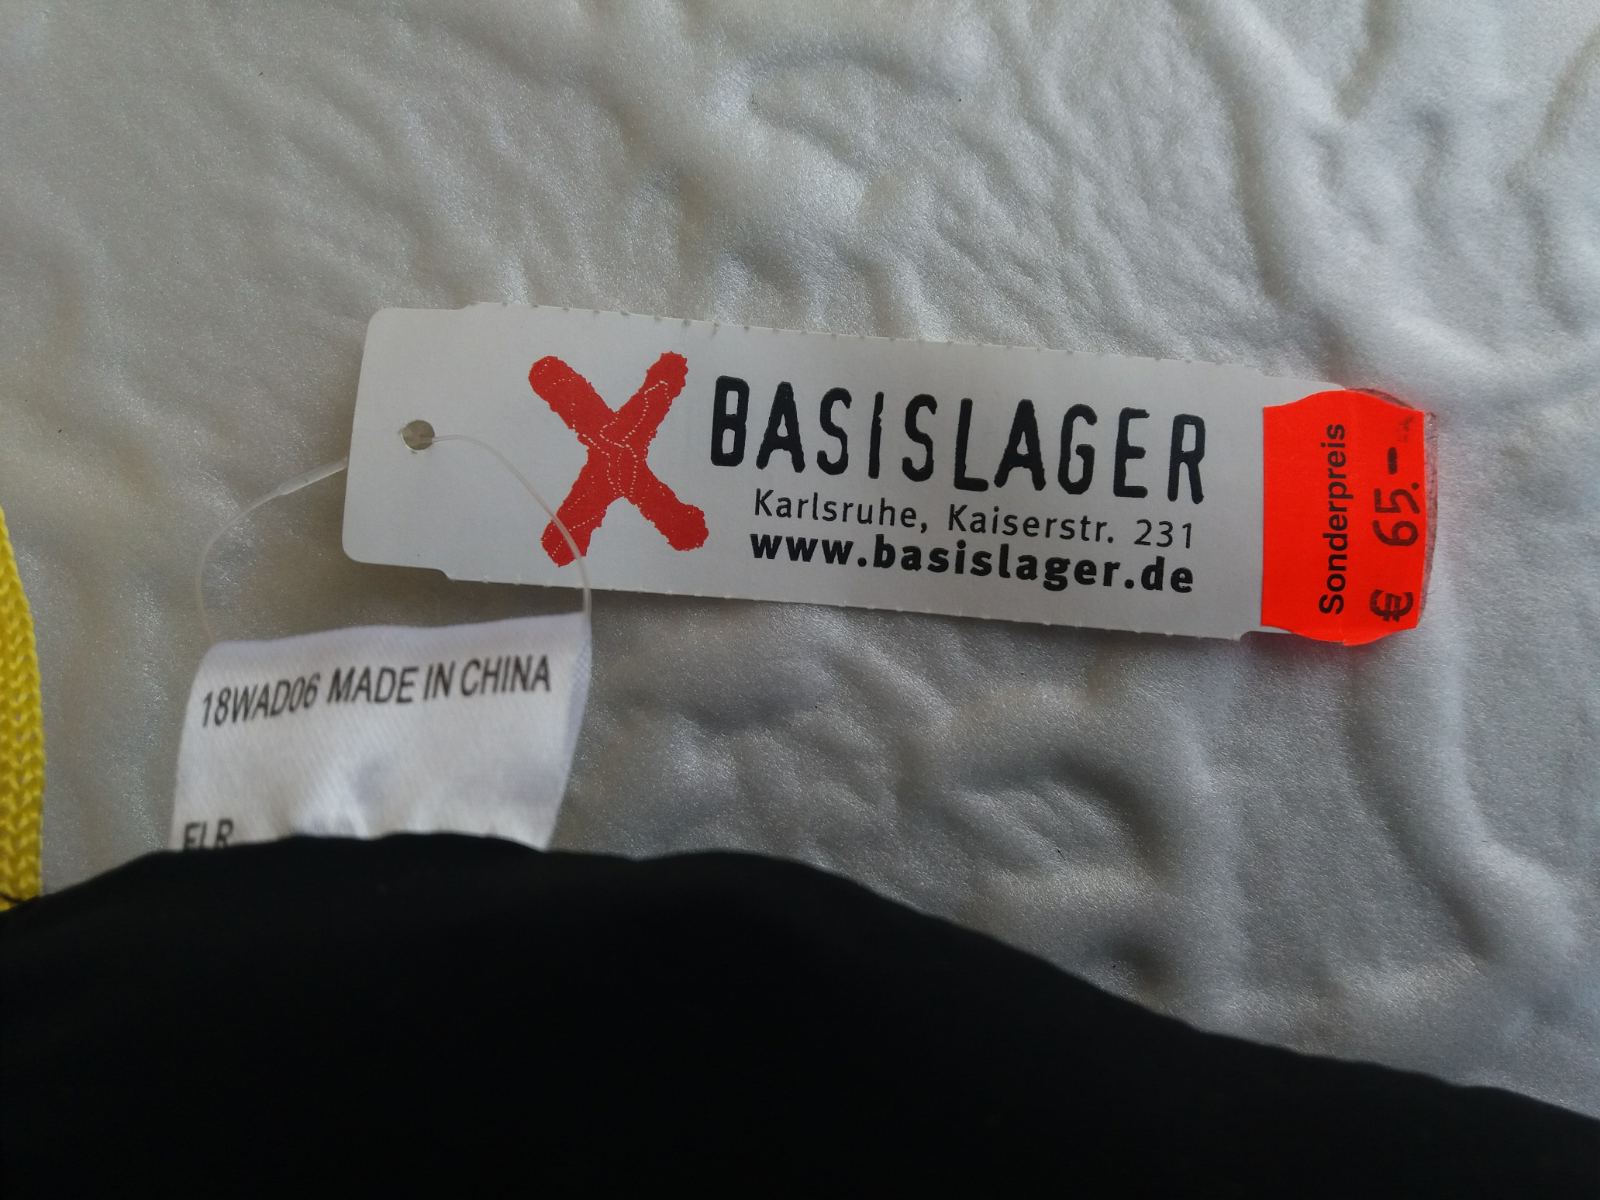 BASISLAGER
Karlsruhe, Kaiserstr. 231
www.basislager.de
Sonderpreis
€ 65.-
18WAD06 MADE IN CHINA